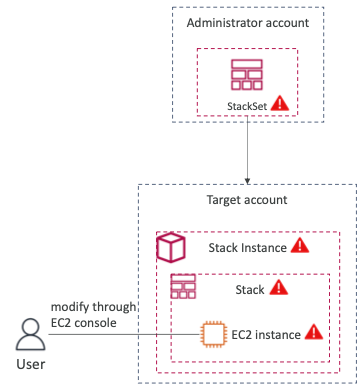 Administrator account
StackSet
Target account
Stack Instance
Stack
modify through
EC2 console
EC2 instance
User